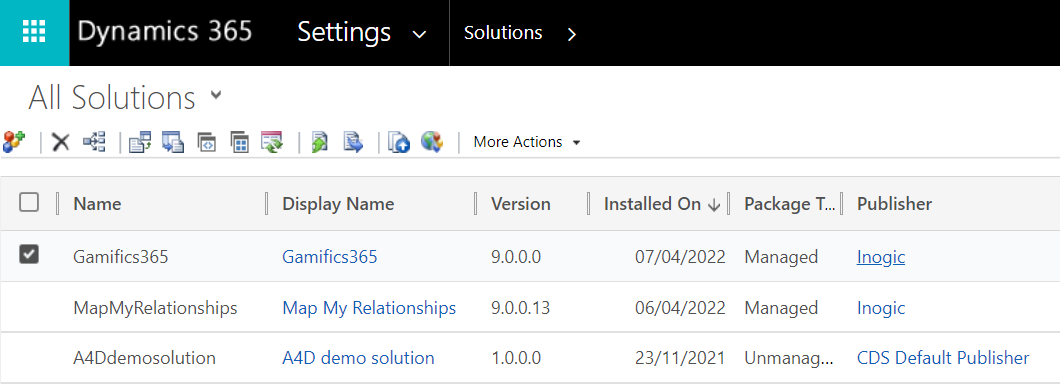 Dynamics 365 Settings Solutions
All Solutions
More Actions
Name Display Name Version Installed On Package T... Publisher
Gamifics365 Gamifics365 9.0.0.0 07/04/2022 Managed Inogic
MapMyRelationships Map My Relationships 9.0.0.13 06/04/2022 Managed Inogic
A4Ddemosolution A4D demo solution 1.0.0.0 23/11/2021 Unmanag... CDS Default Publisher